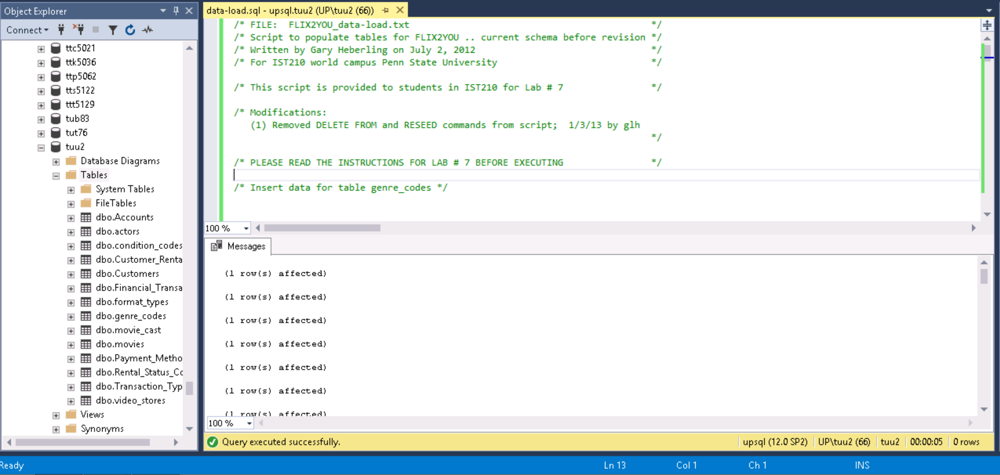 Object Explorer
Connect
ttc5021
ttk5036
ttp5062
tts5122
ttt5129
tub83
tut76
tuu2
Database Diagrams
Tables
System Tables
FileTables
dbo.Accounts
dbo.actors
dbo.condition_codes
dbo.Customer_Renta
dbo.Customers
dbo.Financial_Transa
dbo.format_types
dbo.genre_codes
dbo.movie_cast
dbo.movies
dbo.Payment_Metho
dbo.Rental_Status_Co
dbo.Transaction_Typ
dbo.video_stores
Views
Synonyms
data-load.sql - upsql.tuu2 (UP\tuu2 (66))
/* FILE:  FLIX2YOU_data-load.txt */
/* Script to populate tables for FLIX2YOU .. current schema before revision */
/* Written by Gary Heberling on July 2, 2012 */
/* For IST210 world campus Penn State University */
/* This script is provided to students in IST210 for Lab # 7 */
/* Modifications:
(1) Removed DELETE FROM and RESEED commands from script;  1/3/13 by glh
*/
/* PLEASE READ THE INSTRUCTIONS FOR LAB # 7 BEFORE EXECUTING */
/* Insert data for table genre_codes */
100 %
Messages
(1 row(s) affected)
(1 row(s) affected)
(1 row(s) affected)
(1 row(s) affected)
(1 row(s) affected)
(1 row(s) affected)
(1 row(s) affected)
100 %
Query executed successfully.
upsql (12.0 SP2)
UP\tuu2 (66)
tuu2
00:00:05
0 rows
Ready
Ln 13
Col 1
Ch 1
INS